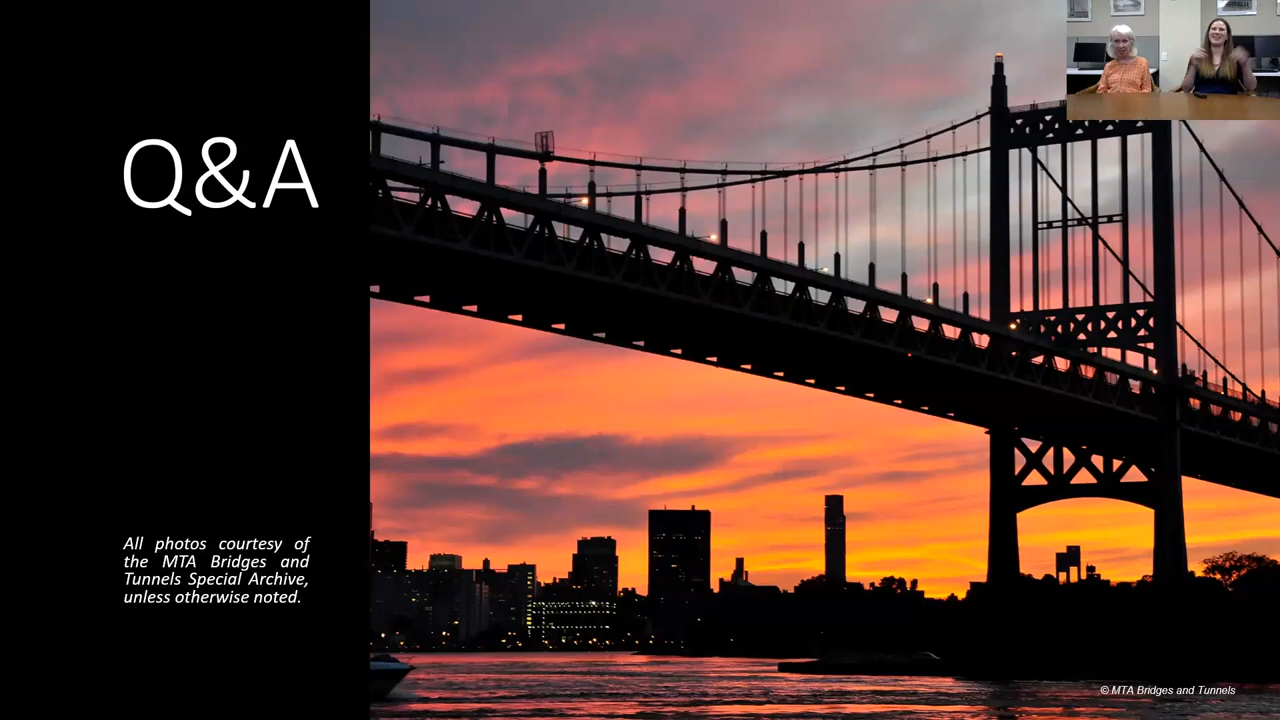 Q&A
All photos courtesy of
the MTA Bridges and
Tunnels Special Archive,
unless otherwise noted.
© MTA Bridges and Tunnels